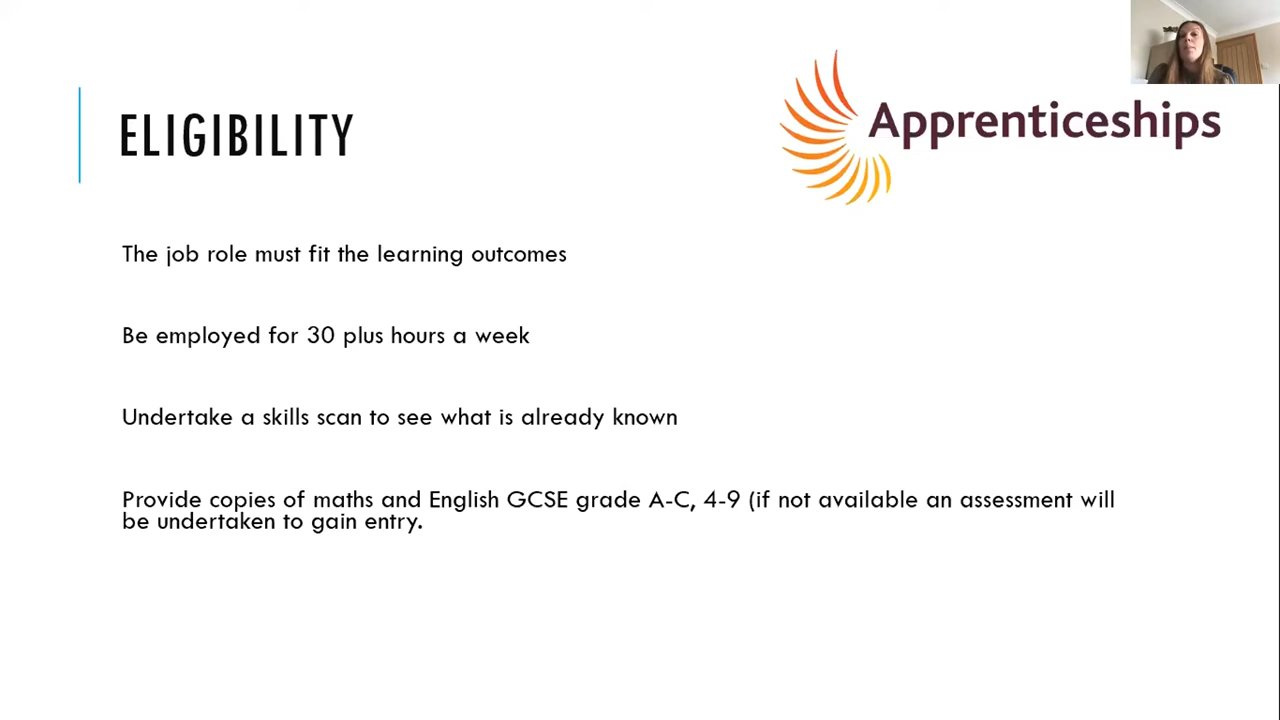 ELIGIBILITY
Apprenticeships
The job role must fit the learning outcomes
Be employed for 30 plus hours a week
Undertake a skills scan to see what is already known
Provide copies of maths and English GCSE grade A-C, 4-9 (if not available an assessment will
be undertaken to gain entry.